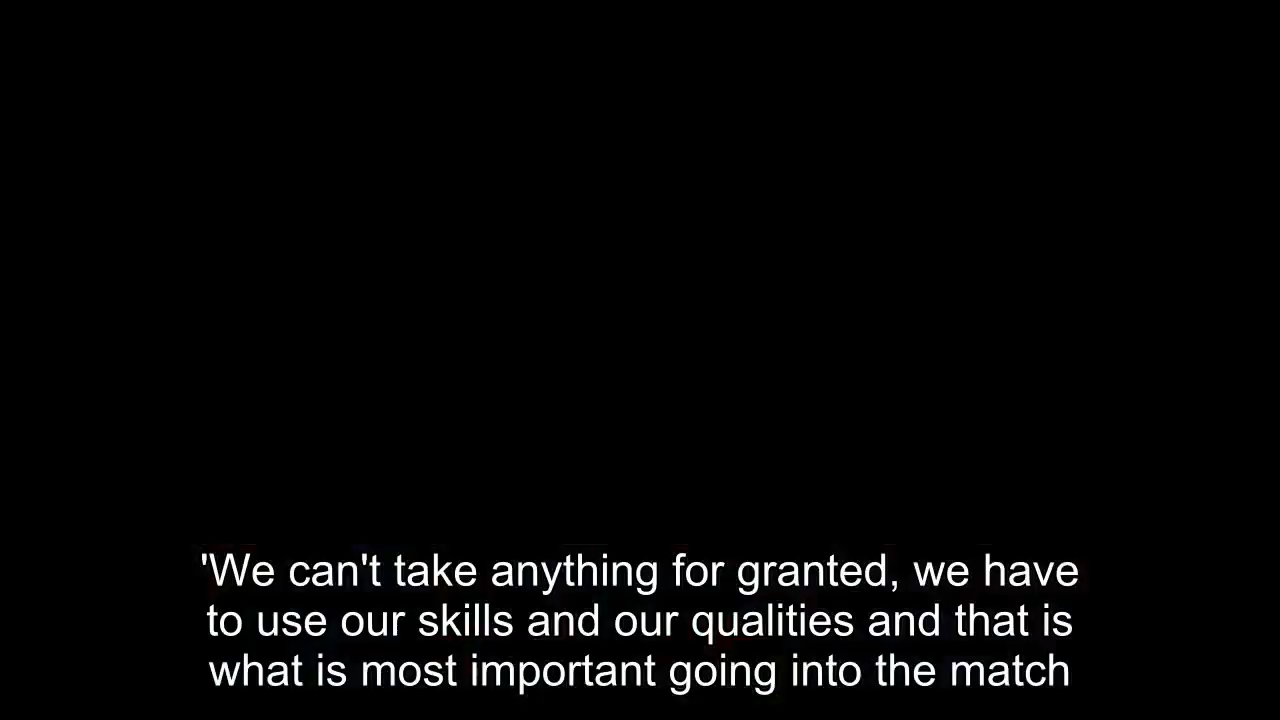 'We can't take anything for granted, we have
to use our skills and our qualities and that is
what is most important going into the match